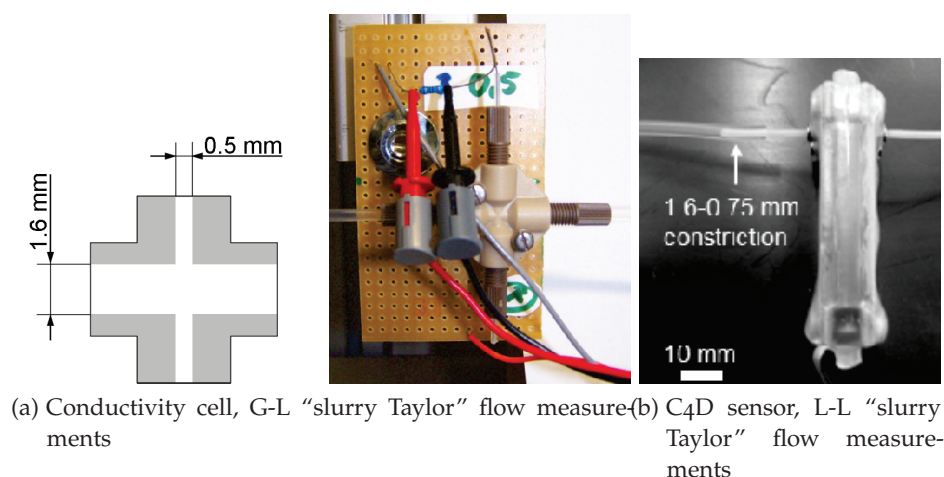 0.5 mm
1.6 mm
0,5
1.6-0.75 mm
constriction
10 mm
(a) Conductivity cell, G-L “slurry Taylor” flow measure-
ments
(b) C4D sensor, L-L “slurry
Taylor” flow measure-
ments